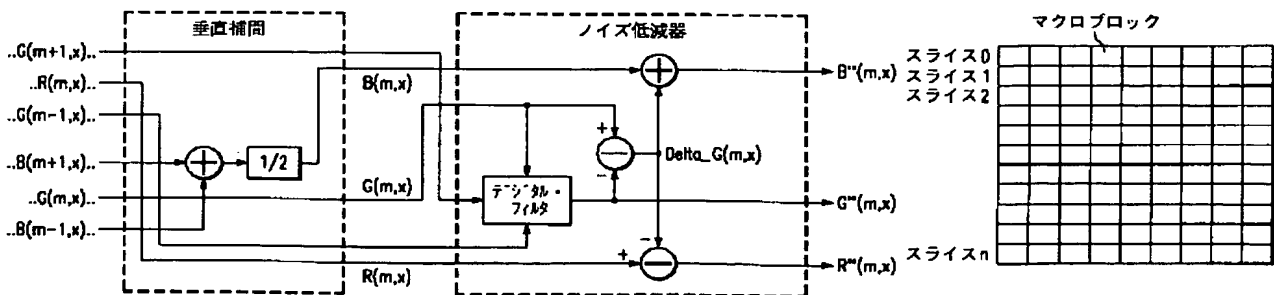 垂直補間
ノイズ低減器
マクロブロック
..G(m+1,x)..
..R(m,x)..
..G(m-1,x)..
..B(m+1,x)..
..G(m,x)..
..B(m-1,x)..
+
1/2
B(m,x)
G(m,x)
R(m,x)
+
+
−
-
Delta_G(m,x)
デジタル・
フィルタ
-
+
−
B"(m,x)
G"(m,x)
R"(m,x)
スライス0
スライス1
スライス2
スライスn